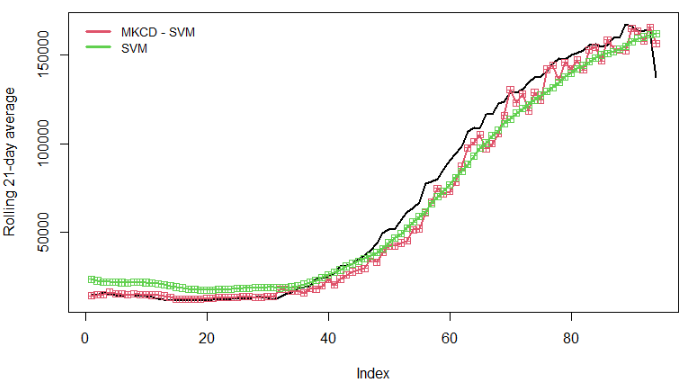 MKCD - SVM
SVM
Rolling 21-day average
150000
100000
50000
0 20 40 60 80
Index